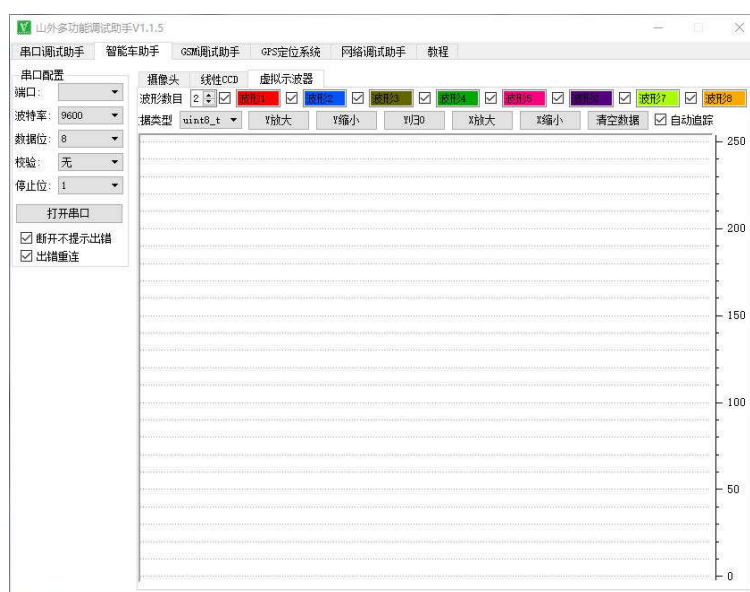 山外多功能调试助手V1.1.5
串口调试助手 智能车助手 GSM调试助手 GPS定位系统 网络调试助手 教程
串口配置
端口:
波特率: 9600
数据位: 8
校验: 无
停止位: 1
打开串口
断开不提示出错
出错重连
摄像头 线性CCD 虚拟示波器
波形数目 2 波形1 波形2 波形3 波形4 波形5 波形7 波形8
据类型 uint8_t Y放大 Y缩小 Y归0 X放大 X缩小 清空数据 自动追踪
250
200
150
100
50
0